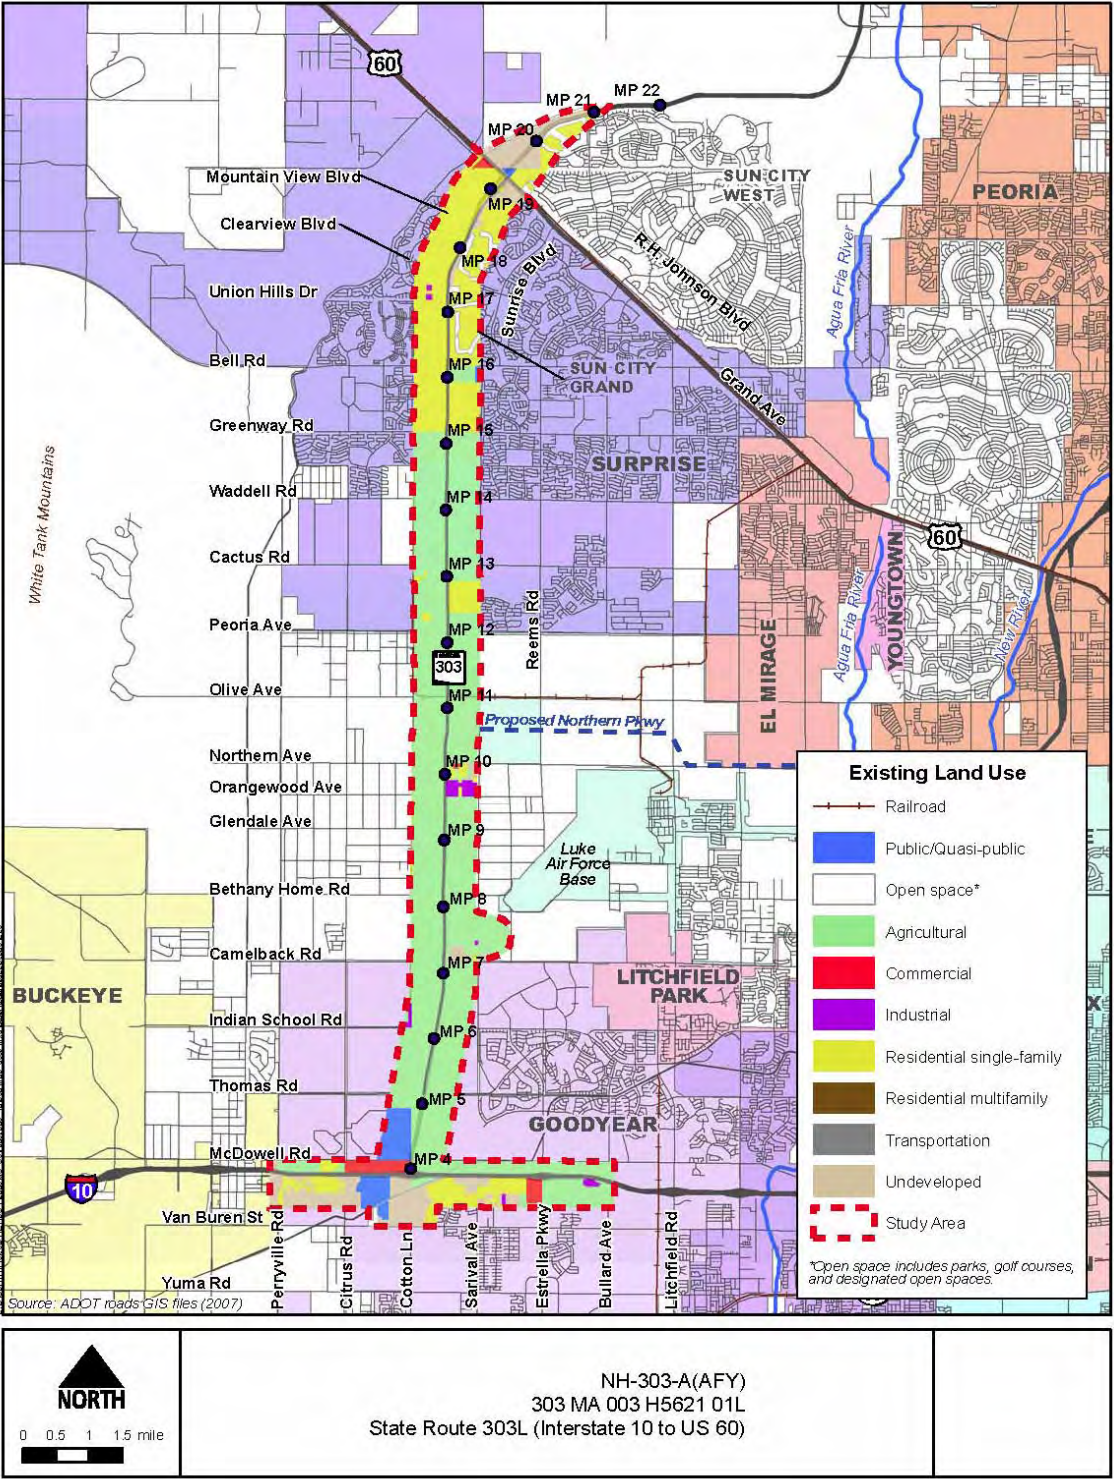 60
MP 22
MP 21
MP 20
Mountain View Blvd
SUN CITY
WEST
PEORIA
MP 19
Clearview Blvd
R.H. Johnson Blvd
Agua Fria River
MP 18
Sunrise Blvd
Union Hills Dr
MP 17
Bell Rd
MP 16
SUN CITY
GRAND
Grand Ave
Greenway Rd
MP 15
SURPRISE
Waddell Rd
MP 14
White Tank Mountains
60
Cactus Rd
MP 13
YOUNGTOWN
Agua Fria River
New River
Reems Rd
Peoria Ave
MP 12
EL MIRAGE
303
Olive Ave
MP 11
Proposed Northern Pkwy
Northern Ave
MP 10
Orangewood Ave
Glendale Ave
MP 9
Luke
Air Force
Base
Bethany Home Rd
MP 8
Camelback Rd
MP 7
LITCHFIELD
PARK
BUCKEYE
Indian School Rd
MP 6
Thomas Rd
MP 5
GOODYEAR
McDowell Rd
MP 4
10
Van Buren St
Perryville Rd
Citrus Rd
Cotton Ln
Sarival Ave
Estrella Pkwy
Bullard Ave
Litchfield Rd
Yuma Rd
Source: ADOT roads GIS files (2007)
Existing Land Use
Railroad
Public/Quasi-public
Open space*
Agricultural
Commercial
Industrial
Residential single-family
Residential multifamily
Transportation
Undeveloped
Study Area
*Open space includes parks, golf courses,
and designated open spaces.
NORTH
0 0.5 1 1.5 mile
NH-303-A(AFY)
303 MA 003 H5621 01L
State Route 303L (Interstate 10 to US 60)